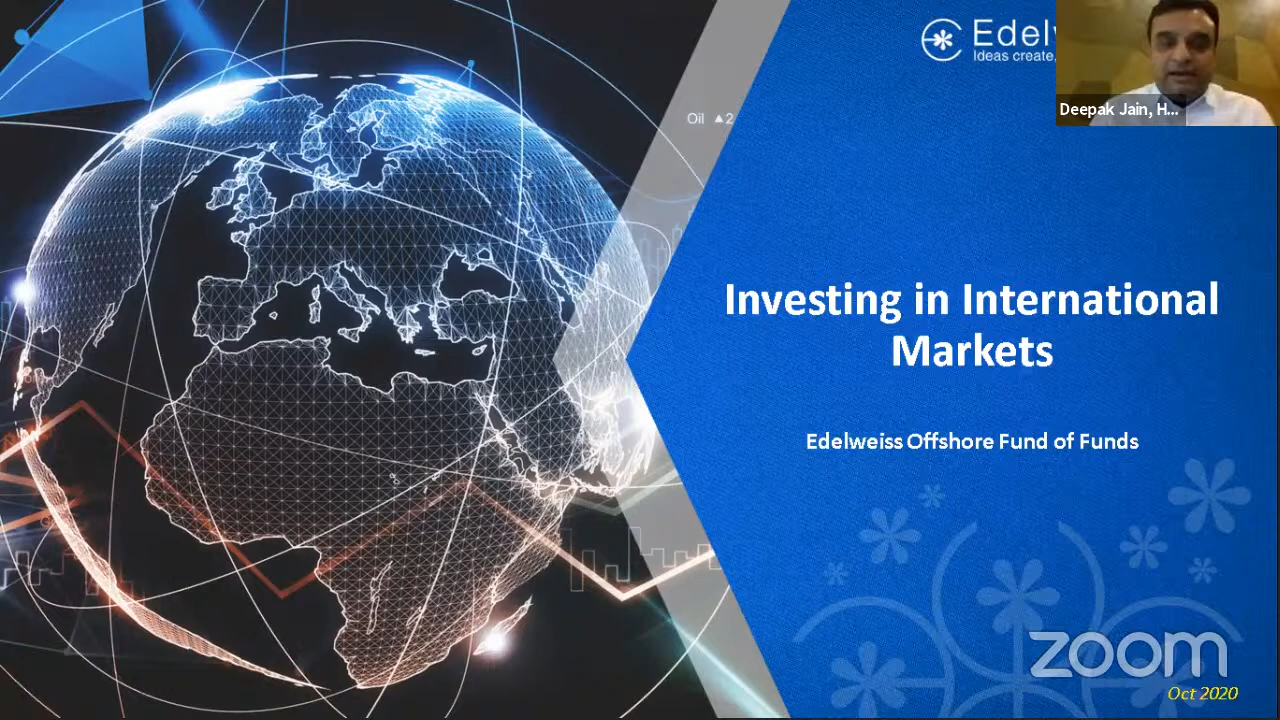 Edelw
Ideas create,
Deepak Jain, H...
Oil ▲2
Investing in International
Markets
Edelweiss Offshore Fund of Funds
zoom
Oct 2020